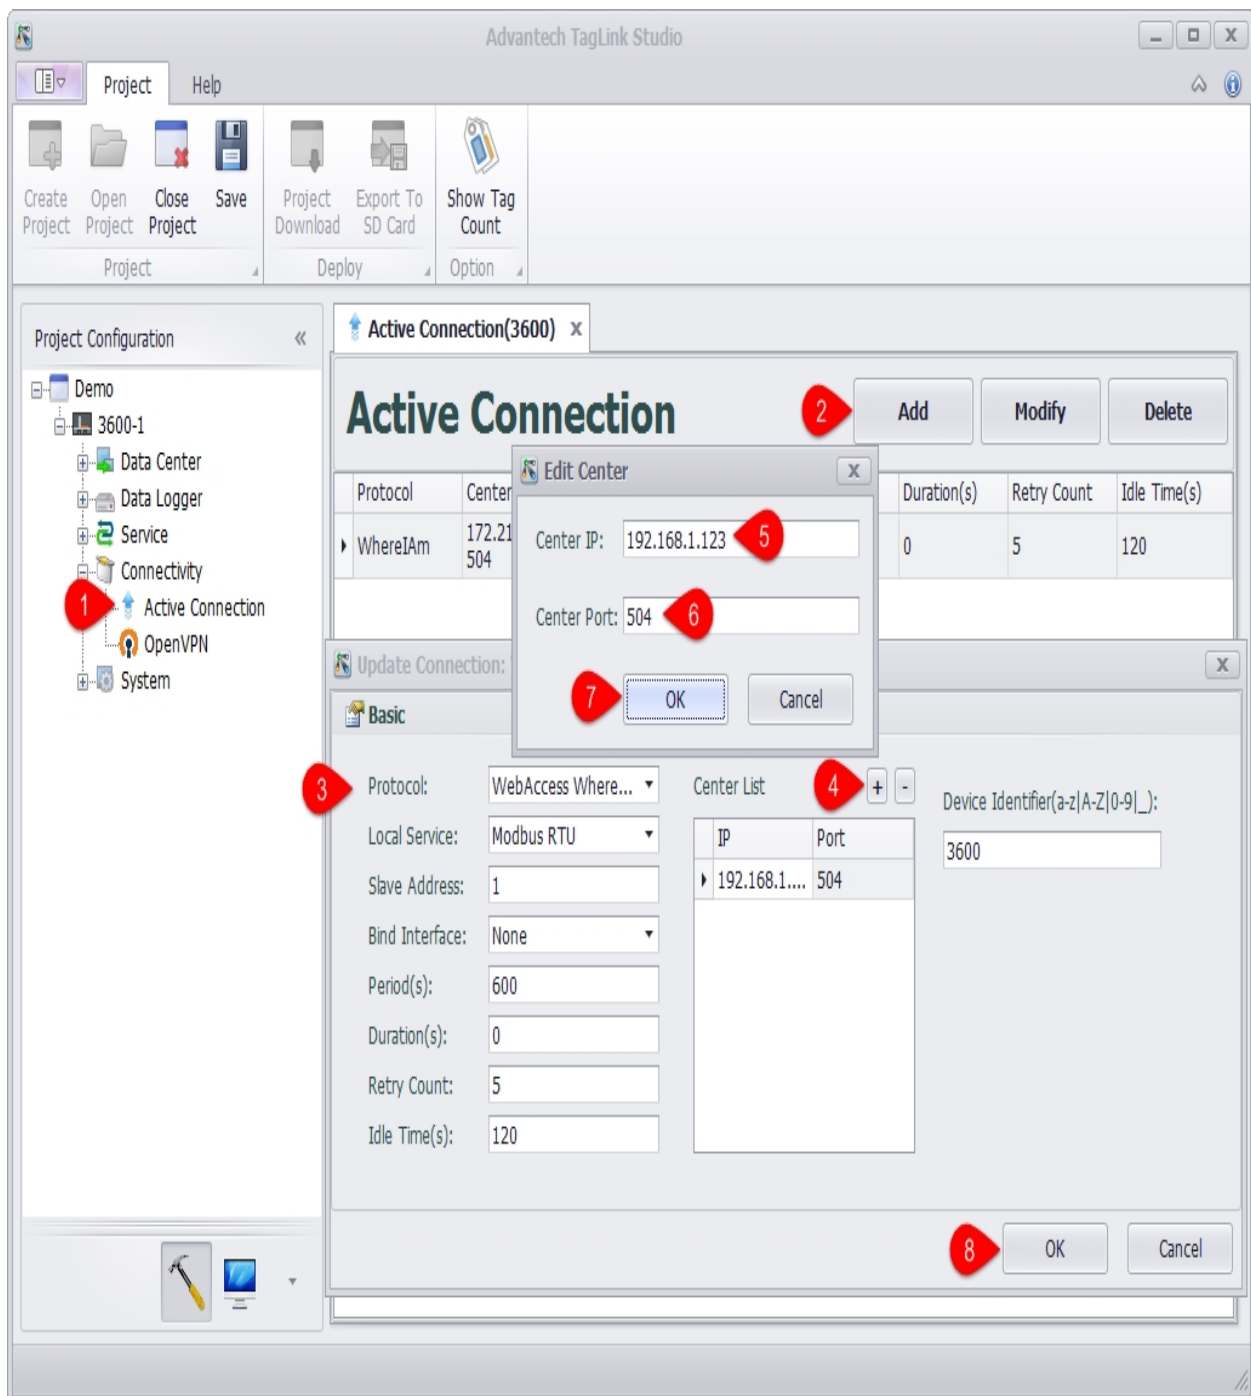 Advantech TagLink Studio
Project Help
Create Project
Open Project
Close Project
Save
Project Download
Export To SD Card
Show Tag Count
Project
Deploy
Option
Project Configuration
Demo
3600-1
Data Center
Data Logger
Service
Connectivity
1
Active Connection
OpenVPN
System
Active Connection(3600) x
Active Connection
2
Add Modify Delete
Protocol Center Duration(s) Retry Count Idle Time(s)
WhereIAm 172.21 504 0 5 120
Edit Center x
Center IP: 192.168.1.123 5
Center Port: 504 6
7 OK Cancel
Update Connection: x
Basic
3 Protocol: WebAccess Where...
Local Service: Modbus RTU
Slave Address: 1
Bind Interface: None
Period(s): 600
Duration(s): 0
Retry Count: 5
Idle Time(s): 120
Center List 4 + -
IP Port
192.168.1.... 504
Device Identifier(a-z|A-Z|0-9|_):
3600
8 OK Cancel